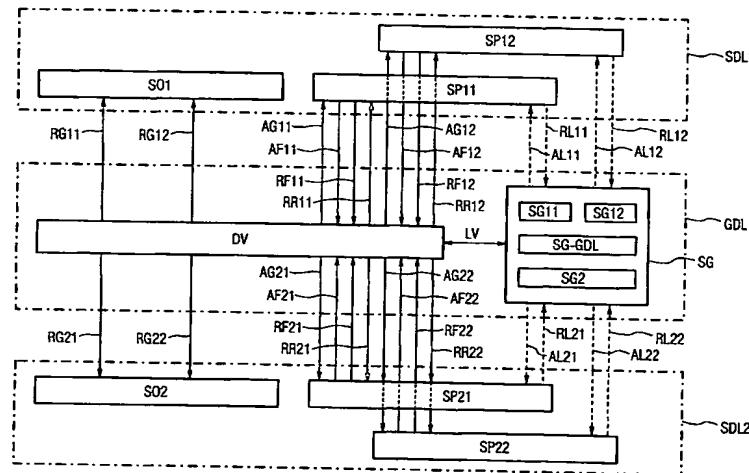 SP12
SDL
SO1
SP11
RG11
RG12
AG11
AF11
RF11
RR11
AG12
AF12
RF12
RR12
RL11
AL11
RL12
AL12
GDL
SG11
SG12
DV
LV
SG-GDL
SG
SG2
AG21
AF21
RF21
RR21
AG22
AF22
RF22
RR22
RG21
RG22
RL21
AL21
RL22
AL22
SO2
SP21
SDL2
SP22